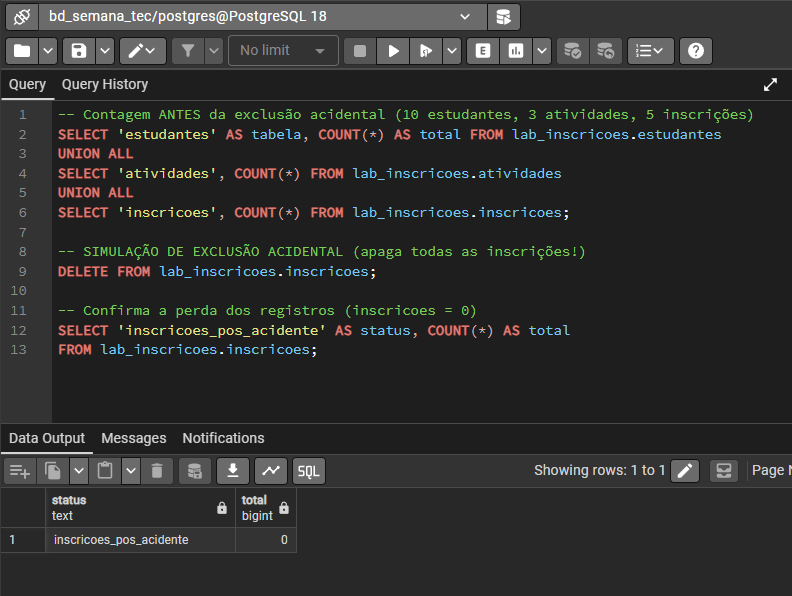 bd_semana_tec/postgres@PostgreSQL 18
No limit
E
Query Query History
1 -- Contagem ANTES da exclusão acidental (10 estudantes, 3 atividades, 5 inscrições)
2 SELECT 'estudantes' AS tabela, COUNT(*) AS total FROM lab_inscricoes.estudantes
3 UNION ALL
4 SELECT 'atividades', COUNT(*) FROM lab_inscricoes.atividades
5 UNION ALL
6 SELECT 'inscricoes', COUNT(*) FROM lab_inscricoes.inscricoes;
7
8 -- SIMULAÇÃO DE EXCLUSÃO ACIDENTAL (apaga todas as inscrições!)
9 DELETE FROM lab_inscricoes.inscricoes;
10
11 -- Confirma a perda dos registros (inscricoes = 0)
12 SELECT 'inscricoes_pos_acidente' AS status, COUNT(*) AS total
13 FROM lab_inscricoes.inscricoes;
Data Output Messages Notifications
SQL Showing rows: 1 to 1 Page N
status total
text bigint
1 inscricoes_pos_acidente 0